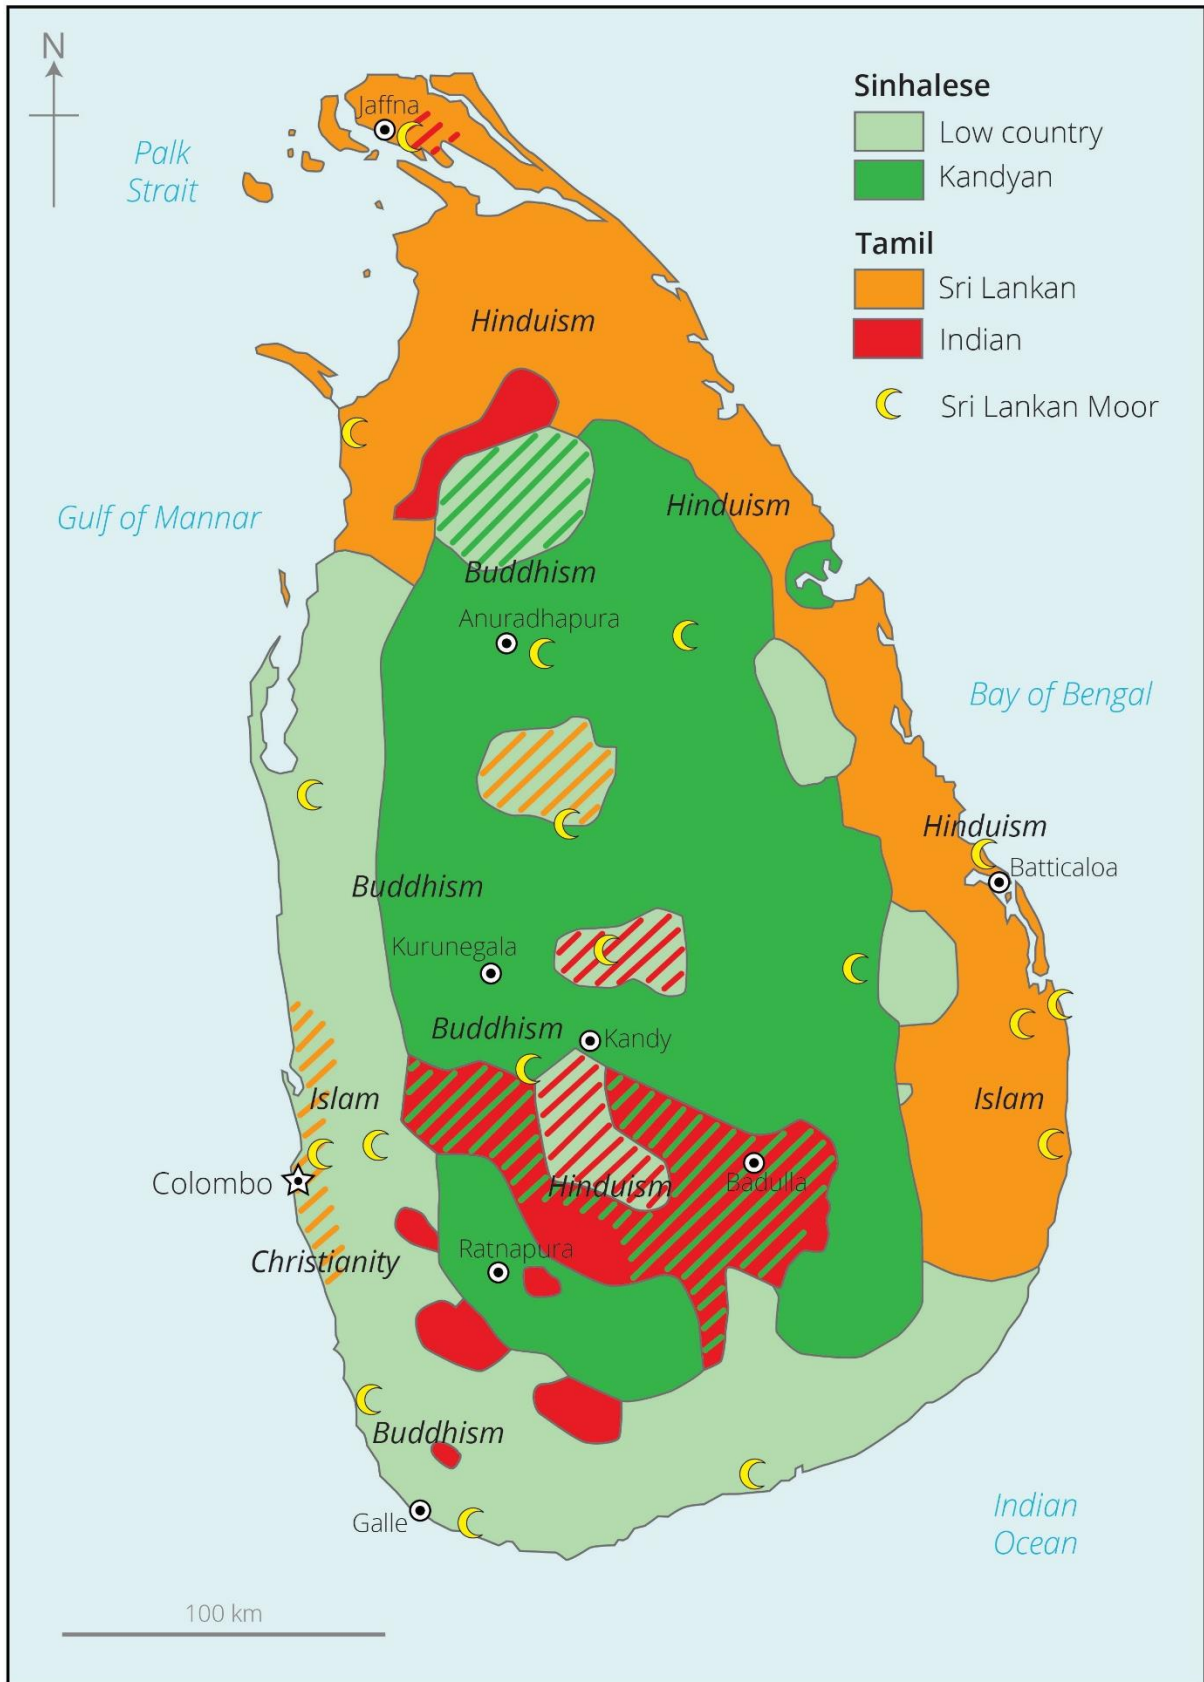 N
Jaffna
Palk
Strait
Sinhalese
Low country
Kandyan
Tamil
Sri Lankan
Indian
Sri Lankan Moor
Hinduism
Gulf of Mannar
Hinduism
Buddhism
Anuradhapura
Bay of Bengal
Hinduism
Batticaloa
Buddhism
Kurunegala
Buddhism
Kandy
Islam
Islam
Colombo
Hinduism
Badulla
Christianity
Ratnapura
Buddhism
Galle
Indian
Ocean
100 km